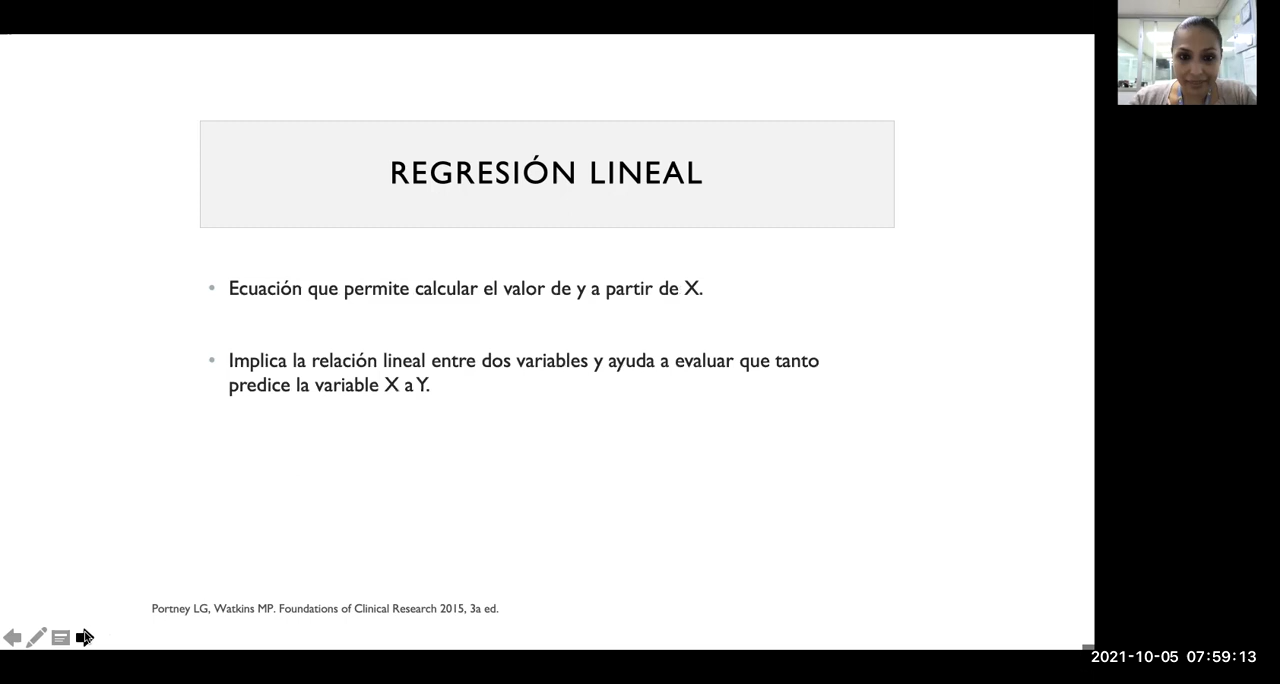 REGRESIÓN LINEAL
• Ecuación que permite calcular el valor de y a partir de X.
• Implica la relación lineal entre dos variables y ayuda a evaluar que tanto
predice la variable X a Y.
Portney LG, Watkins MP. Foundations of Clinical Research 2015, 3a ed.
2021-10-05 07:59:13